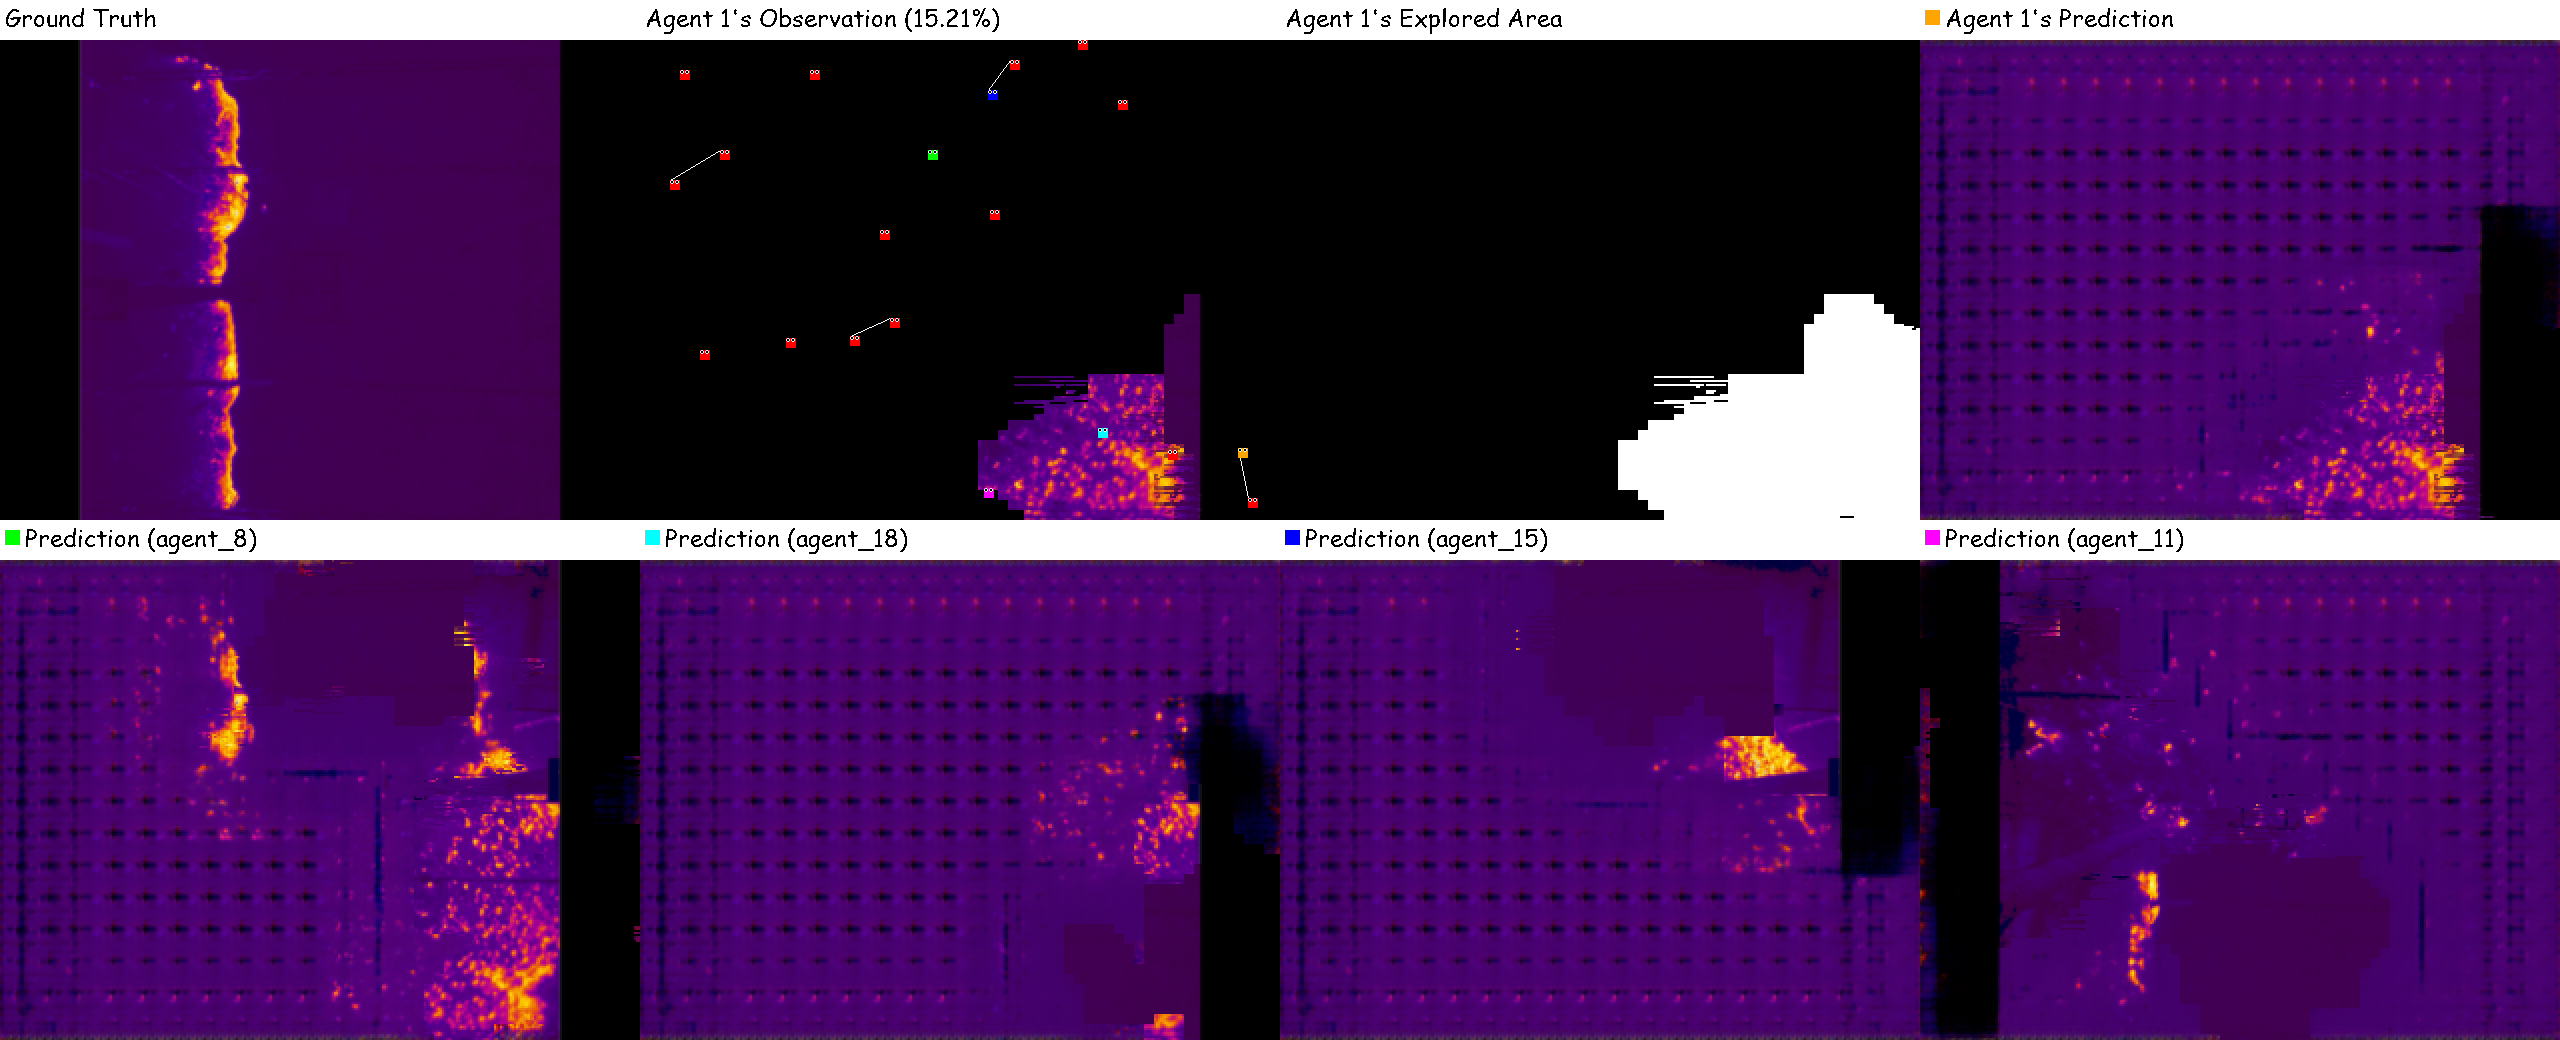 Ground Truth
Agent 1's Observation (15.21%)
Agent 1's Explored Area
Agent 1's Prediction
Prediction (agent_8)
Prediction (agent_18)
Prediction (agent_15)
Prediction (agent_11)